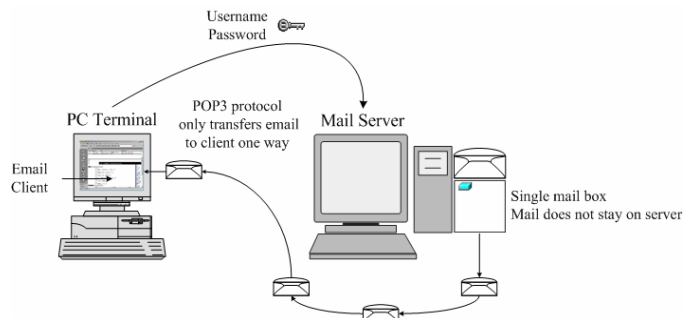 Username
Password
POP3 protocol
only transfers email
to client one way
PC Terminal
Mail Server
Email
Client
Single mail box
Mail does not stay on server